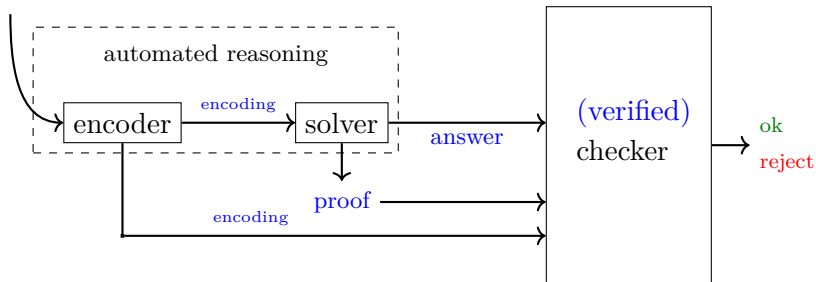 automated reasoning
encoding
encoder
solver
answer
(verified)
checker
ok
reject
proof
encoding